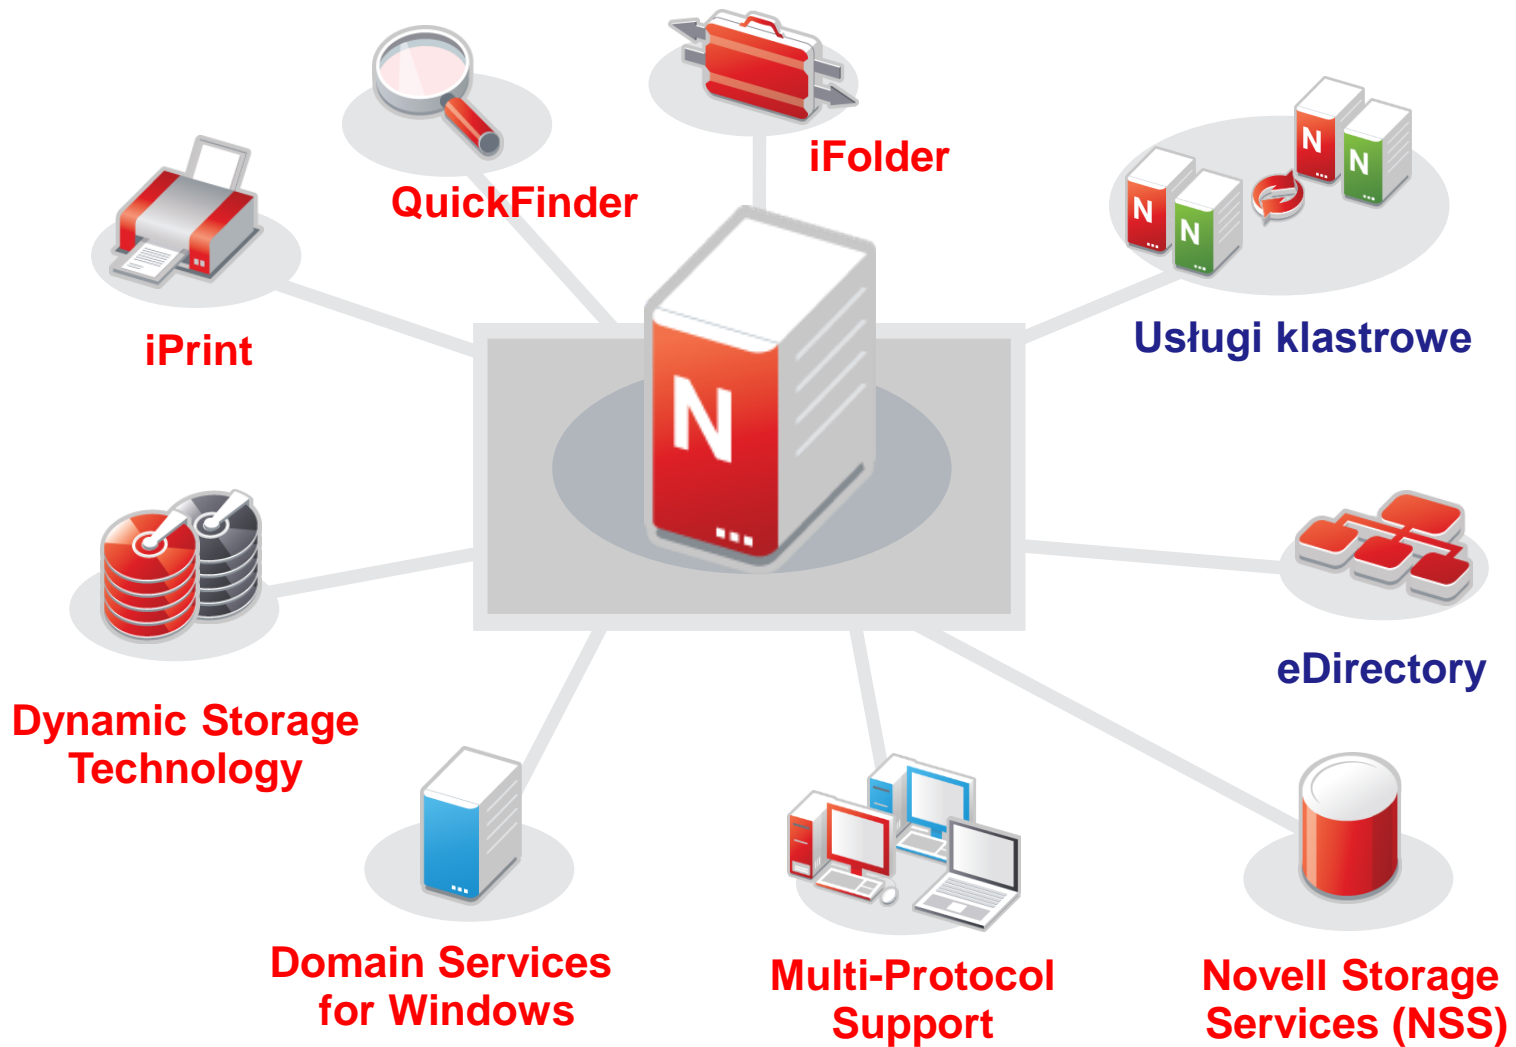 iFolder
QuickFinder
iPrint
Usługi klastrowe
N
N
N
N
N
eDirectory
Dynamic Storage
Technology
Domain Services
for Windows
Multi-Protocol
Support
Novell Storage
Services (NSS)